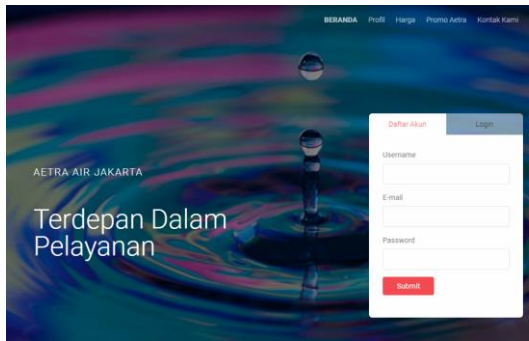 BERANDA Profil Harga Promo Aetra Kontak Kami
AETRA AIR JAKARTA
Terdepan Dalam
Pelayanan
Daftar Akun Login
Username
E-mail
Password
Submit